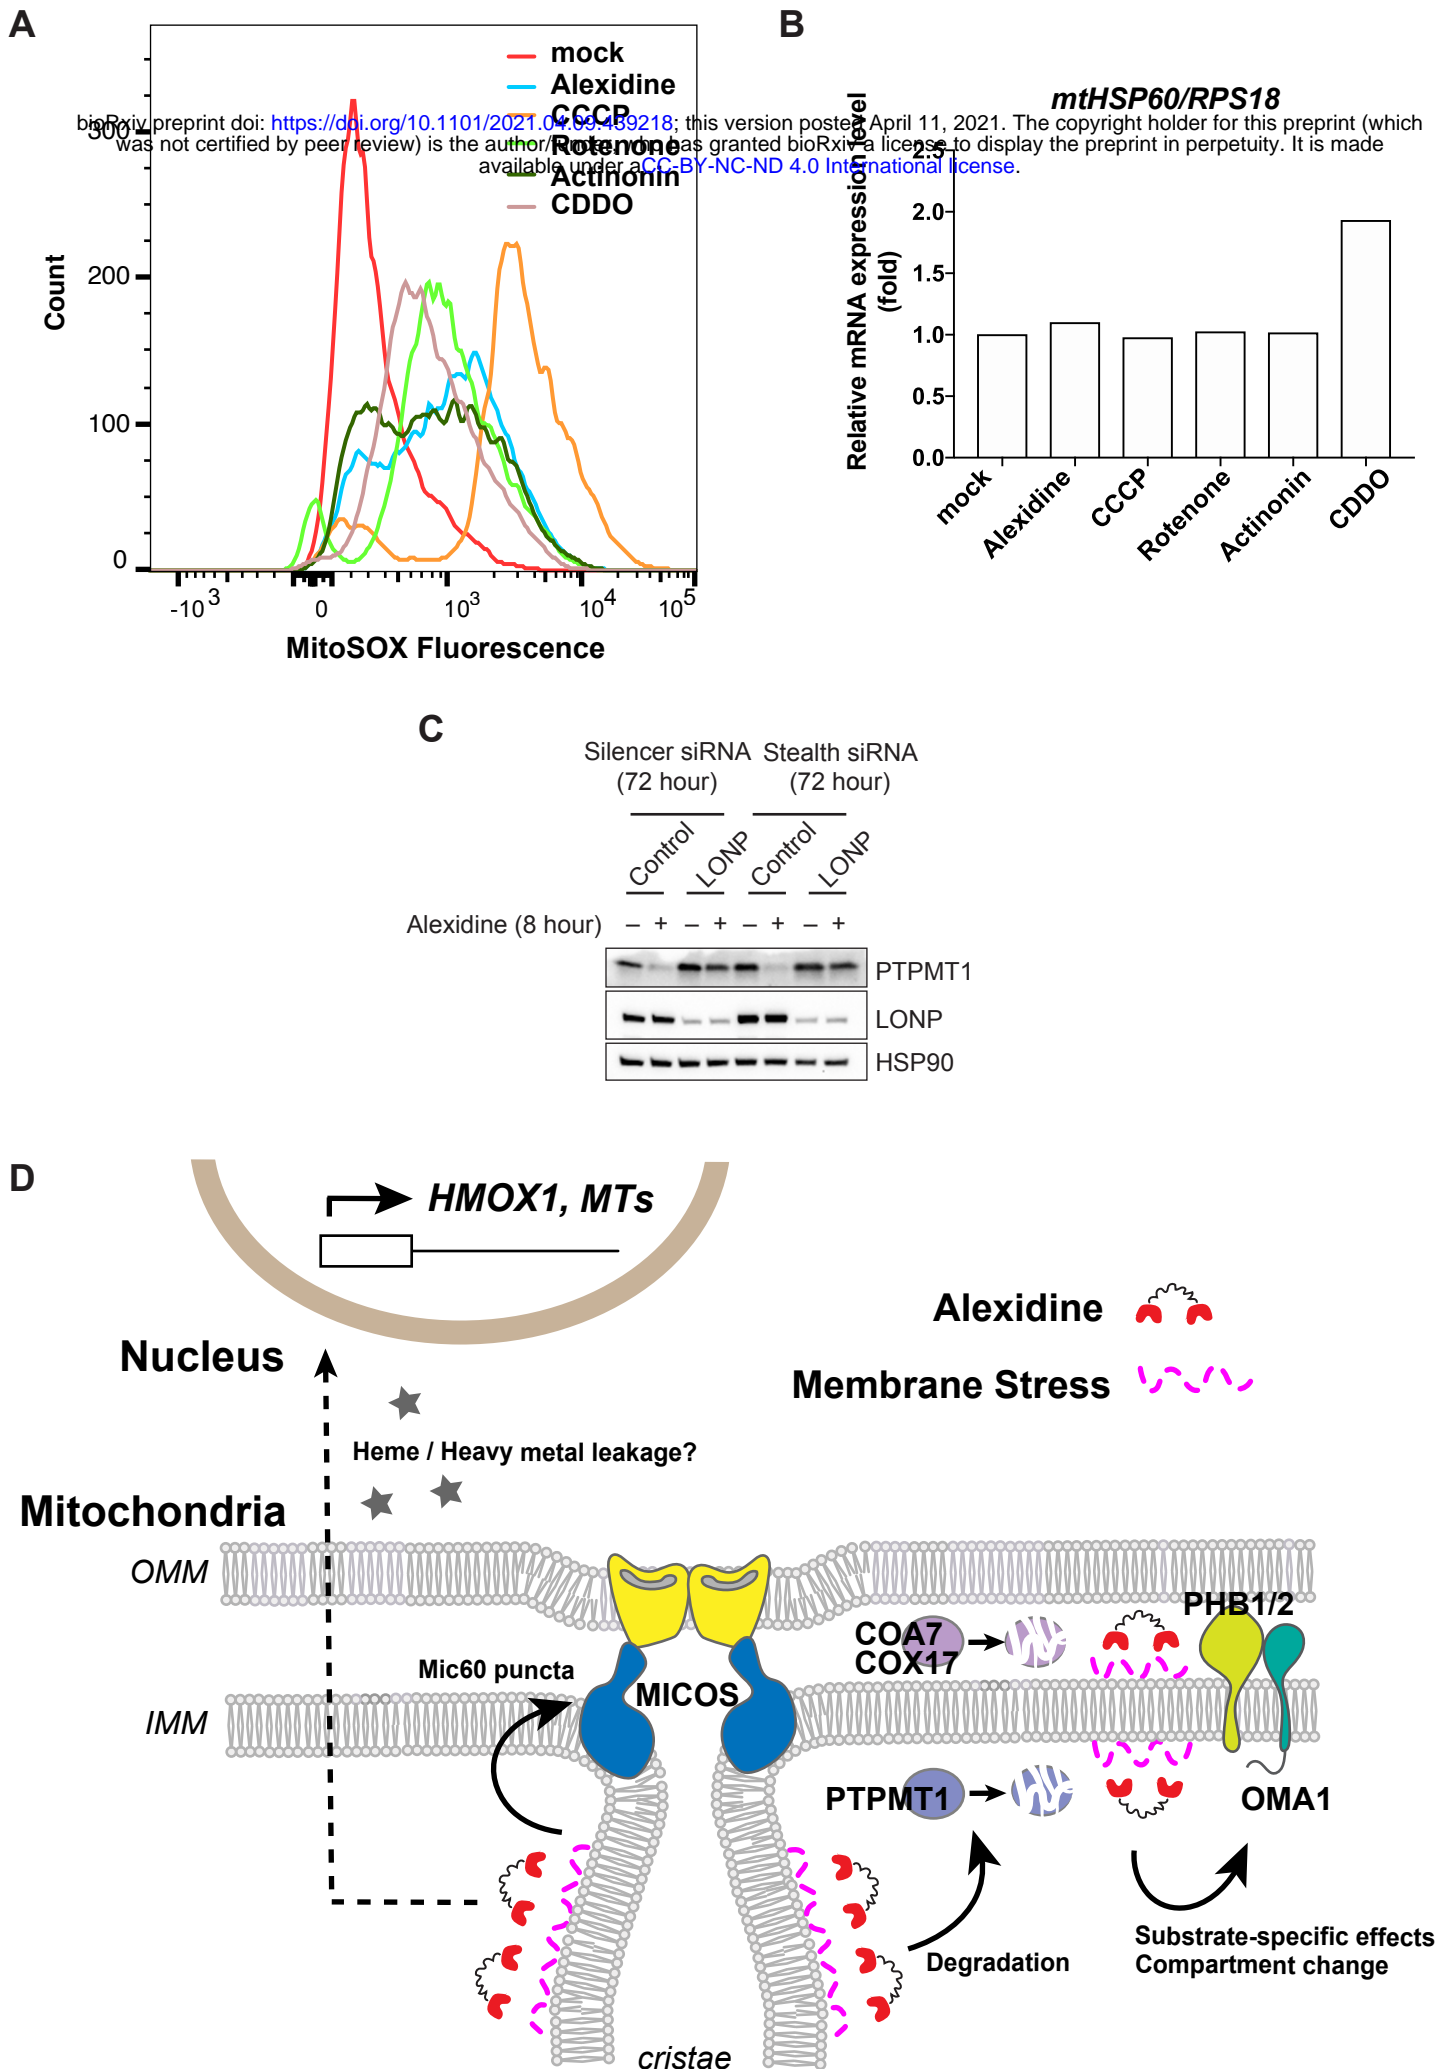 A
B
mock
Alexidine
CCCP
Rotenone
Actinonin
CDDO
bioRxiv preprint doi: https://doi.org/10.1101/2021.04.09.439218; this version posted April 11, 2021. The copyright holder for this preprint (which
was not certified by peer review) is the author/funder, who has granted bioRxiv a license to display the preprint in perpetuity. It is made
available under aCC-BY-NC-ND 4.0 International license.
300
200
100
0
Count
-10 3
0
103
104
105
MitoSOX Fluorescence
mtHSP60/RPS18
Relative mRNA expression level
(fold)
2.5
2.0
1.5
1.0
0.5
0.0
mock
Alexidine
CCCP
Rotenone
Actinonin
CDDO
C
Silencer siRNA
(72 hour)
Stealth siRNA
(72 hour)
Control
LONP
Control
LONP
Alexidine (8 hour) – + – + – + – +
PTPMT1
LONP
HSP90
D
HMOX1, MTs
Alexidine
Nucleus
Membrane Stress
Heme / Heavy metal leakage?
Mitochondria
OMM
PHB1/2
COA7
COX17
Mic60 puncta
MICOS
IMM
PTPMT1
OMA1
Substrate-specific effects
Compartment change
Degradation
cristae